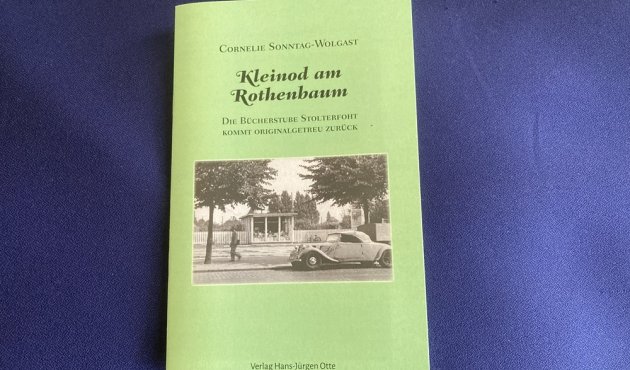 Cornelie Sonntag-Wolgast
Kleinod am
Rothenbaum
Die Bücherstube Stolterfoht
kommt originalgetreu zurück
Verlag Hans-Jürgen Otte